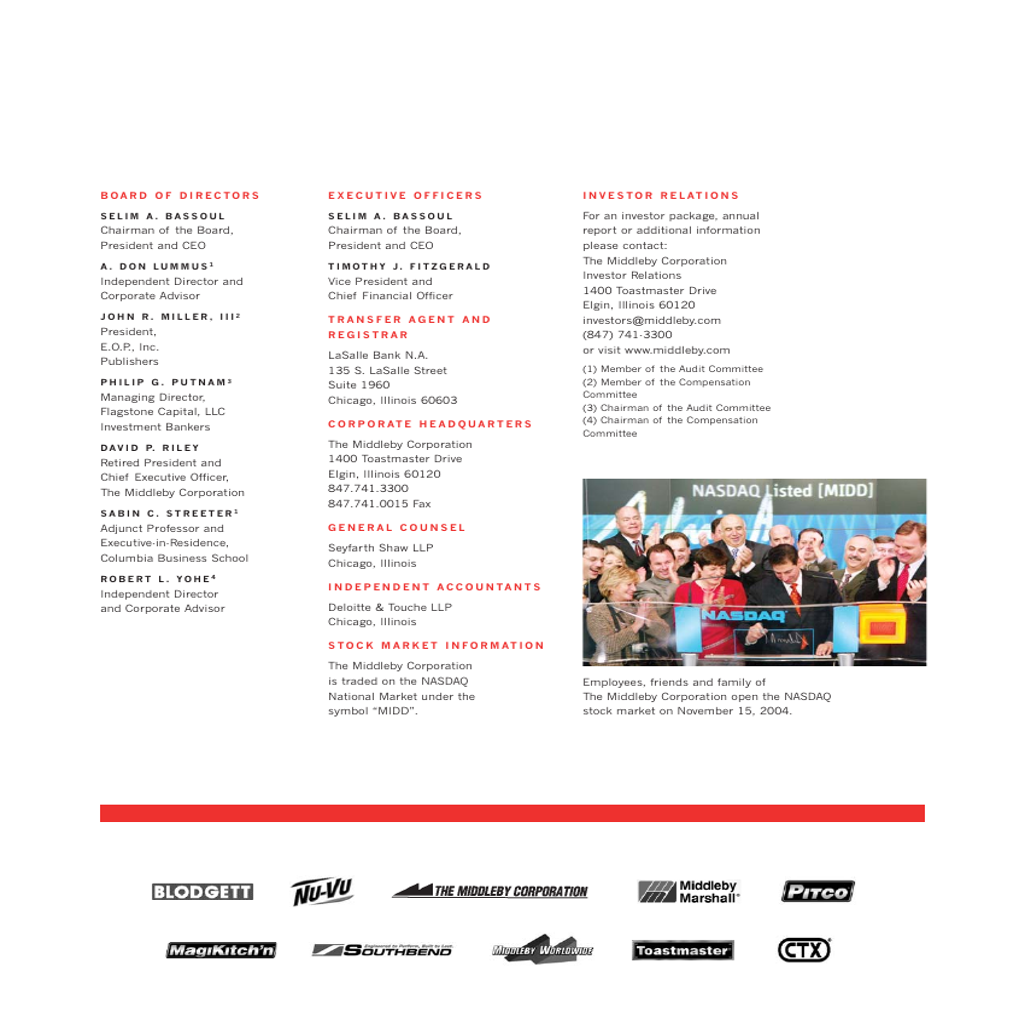 BOARD OF DIRECTORS
SELIM A. BASSOUL
Chairman of the Board,
President and CEO
A. DON LUMMUS¹
Independent Director and
Corporate Advisor
JOHN R. MILLER, III²
President,
E.O.P., Inc.
Publishers
PHILIP G. PUTNAM³
Managing Director,
Flagstone Capital, LLC
Investment Bankers
DAVID P. RILEY
Retired President and
Chief Executive Officer,
The Middleby Corporation
SABIN C. STREETER¹
Adjunct Professor and
Executive-in-Residence,
Columbia Business School
ROBERT L. YOHE⁴
Independent Director
and Corporate Advisor
EXECUTIVE OFFICERS
SELIM A. BASSOUL
Chairman of the Board,
President and CEO
TIMOTHY J. FITZGERALD
Vice President and
Chief Financial Officer
TRANSFER AGENT AND
REGISTRAR
LaSalle Bank N.A.
135 S. LaSalle Street
Suite 1960
Chicago, Illinois 60603
CORPORATE HEADQUARTERS
The Middleby Corporation
1400 Toastmaster Drive
Elgin, Illinois 60120
847.741.3300
847.741.0015 Fax
GENERAL COUNSEL
Seyfarth Shaw LLP
Chicago, Illinois
INDEPENDENT ACCOUNTANTS
Deloitte & Touche LLP
Chicago, Illinois
STOCK MARKET INFORMATION
The Middleby Corporation
is traded on the NASDAQ
National Market under the
symbol “MIDD”.
INVESTOR RELATIONS
For an investor package, annual
report or additional information
please contact:
The Middleby Corporation
Investor Relations
1400 Toastmaster Drive
Elgin, Illinois 60120
investors@middleby.com
(847) 741-3300
or visit www.middleby.com
(1) Member of the Audit Committee
(2) Member of the Compensation
Committee
(3) Chairman of the Audit Committee
(4) Chairman of the Compensation
Committee
NASDAQ Listed [MIDD]
NASDAQ
Employees, friends and family of
The Middleby Corporation open the NASDAQ
stock market on November 15, 2004.
BLODGETT
NU-VU
THE MIDDLEBY CORPORATION
Middleby
Marshall®
PITCO
MAGIKITCH'N
Engineered to Perform, Built to Last.
SOUTHBEND
MIDDLEBY WORLDWIDE
Toastmaster
CTX®